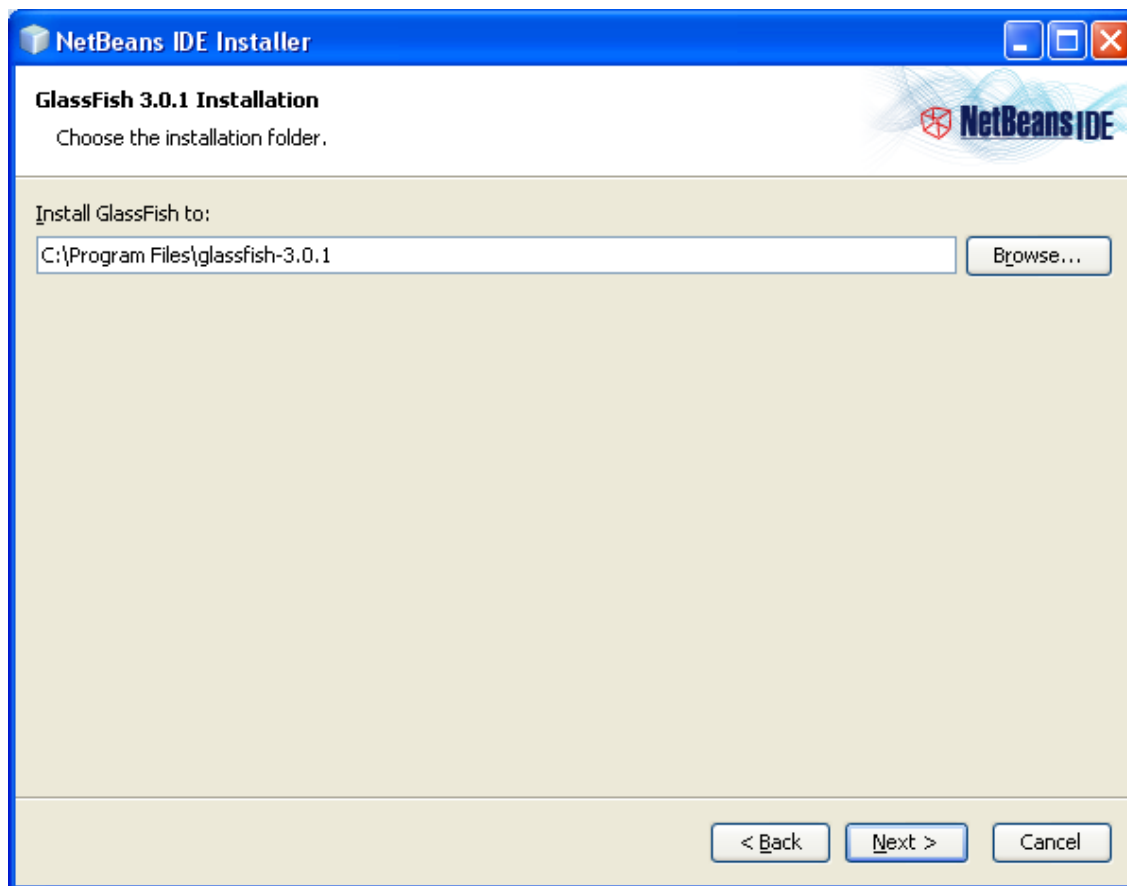 NetBeans IDE Installer
GlassFish 3.0.1 Installation
Choose the installation folder.
NetBeans IDE
Install GlassFish to:
C:\Program Files\glassfish-3.0.1
Browse...
< Back
Next >
Cancel